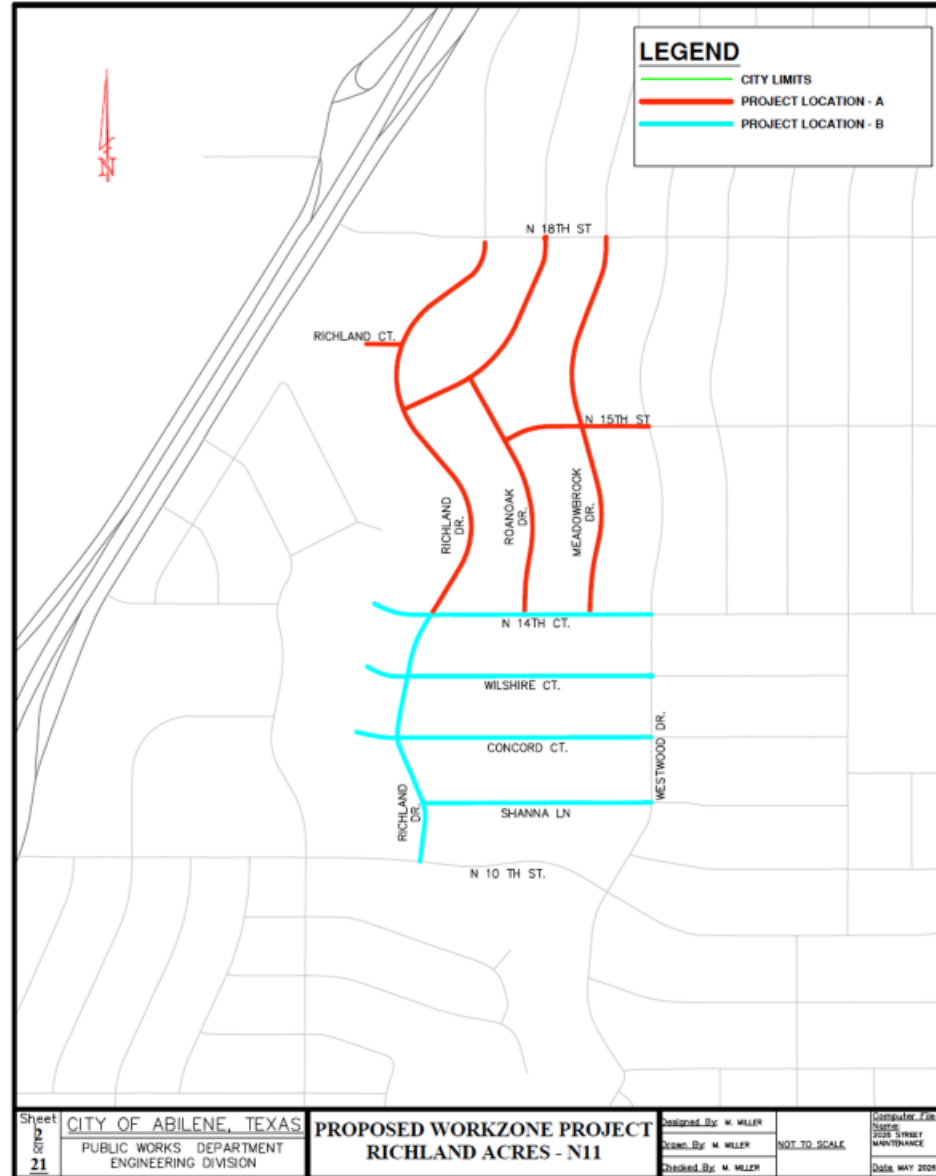 LEGEND
CITY LIMITS
PROJECT LOCATION - A
PROJECT LOCATION - B
N
N 18TH ST
RICHLAND CT.
N 15TH ST
RICHLAND
DR.
ROANOAK
DR.
MEADOWBROOK
DR.
N 14TH CT.
WILSHIRE CT.
WESTWOOD DR.
CONCORD CT.
RICHLAND
DR.
SHANNA LN
N 10 TH ST.
Sheet
2
OF
21
CITY OF ABILENE, TEXAS
PUBLIC WORKS DEPARTMENT
ENGINEERING DIVISION
PROPOSED WORKZONE PROJECT
RICHLAND ACRES - N11
Designed By: M. MILLER
Drawn By: M. MILLER
Checked By: M. MILLER
NOT TO SCALE
Computer File
Name:
STREET
MAINTENANCE
Date: MAY